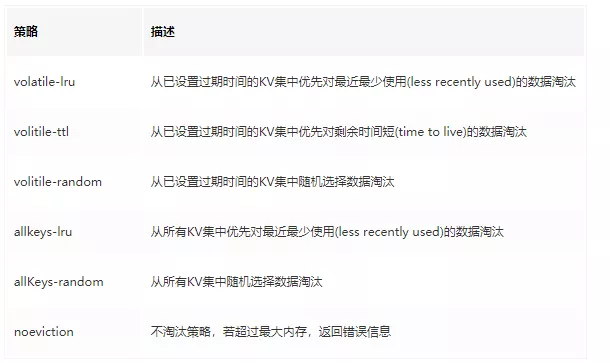 策略 描述
volatile-lru 从已设置过期时间的KV集中优先对最近最少使用(less recently used)的数据淘汰
volitile-ttl 从已设置过期时间的KV集中优先对剩余时间短(time to live)的数据淘汰
volitile-random 从已设置过期时间的KV集中随机选择数据淘汰
allkeys-lru 从所有KV集中优先对最近最少使用(less recently used)的数据淘汰
allKeys-random 从所有KV集中随机选择数据淘汰
noeviction 不淘汰策略，若超过最大内存，返回错误信息